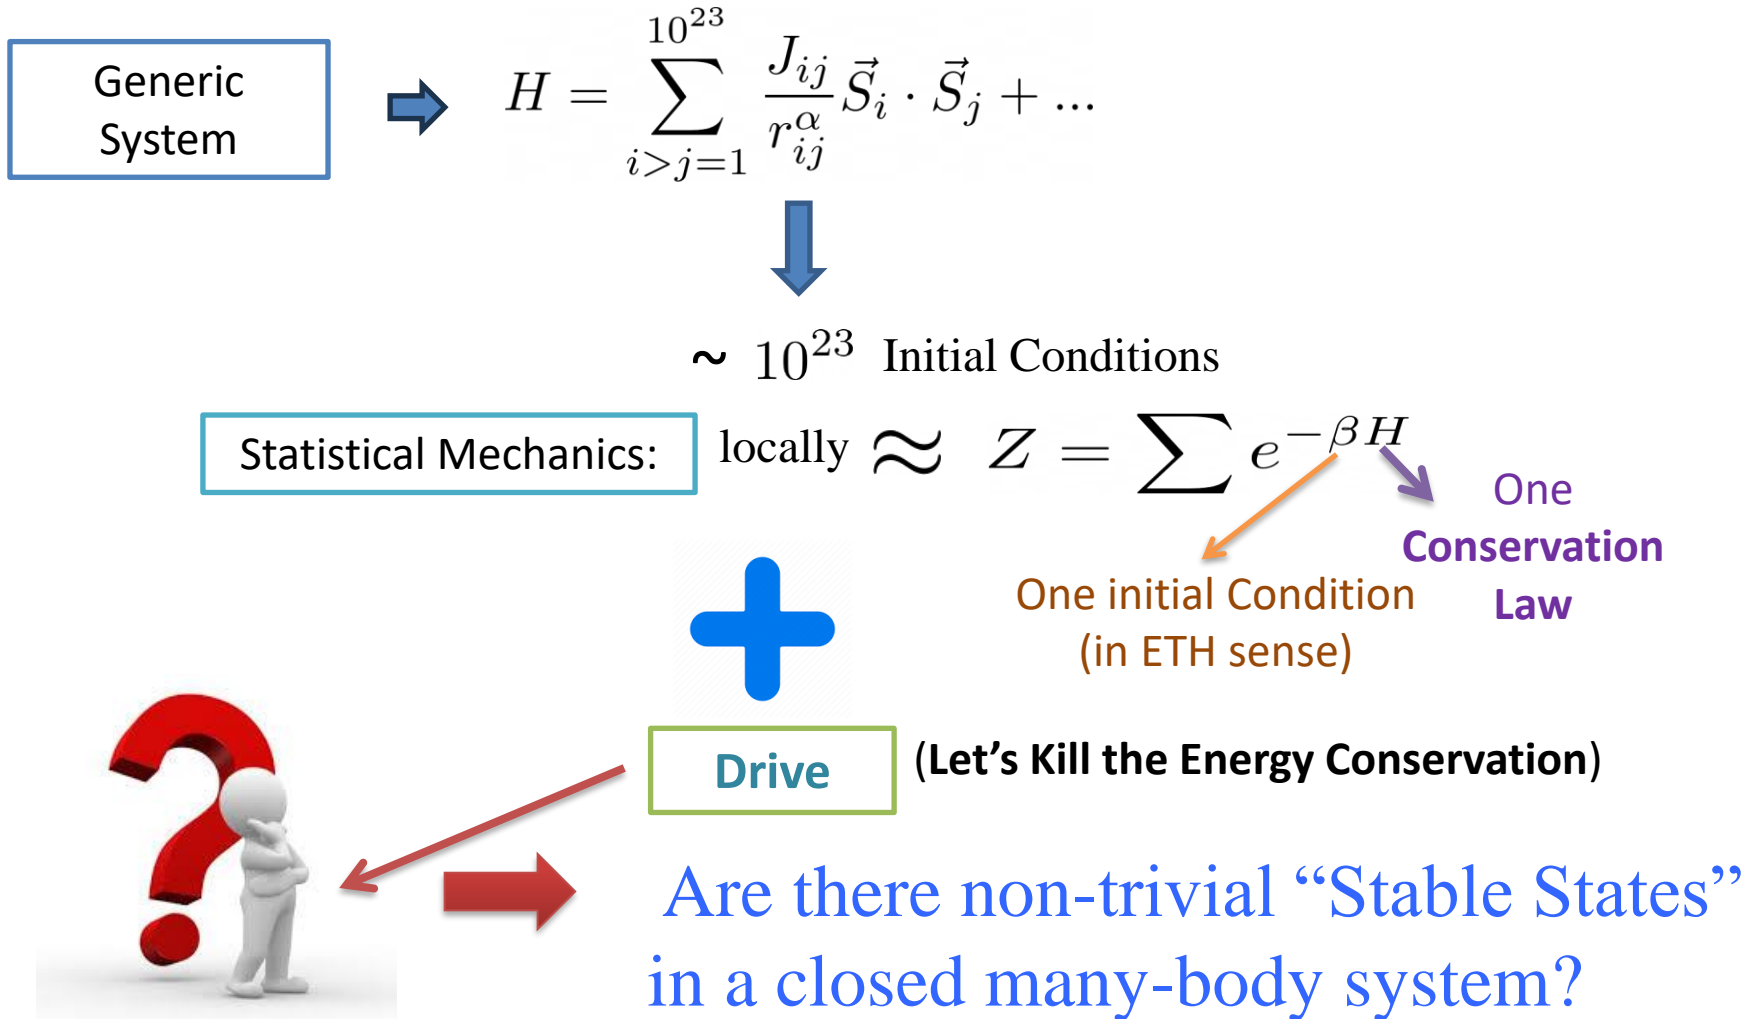 Generic
System
$H = \sum_{i>j=1}^{10^{23}} \frac{J_{ij}}{r_{ij}^{\alpha}} \vec{S}_i \cdot \vec{S}_j + ...$
~ $10^{23}$ Initial Conditions
Statistical Mechanics: locally ≈ $Z = \sum e^{-\beta H}$
One
Conservation
Law
One initial Condition
(in ETH sense)
Drive (Let’s Kill the Energy Conservation)
Are there non-trivial “Stable States”
in a closed many-body system?